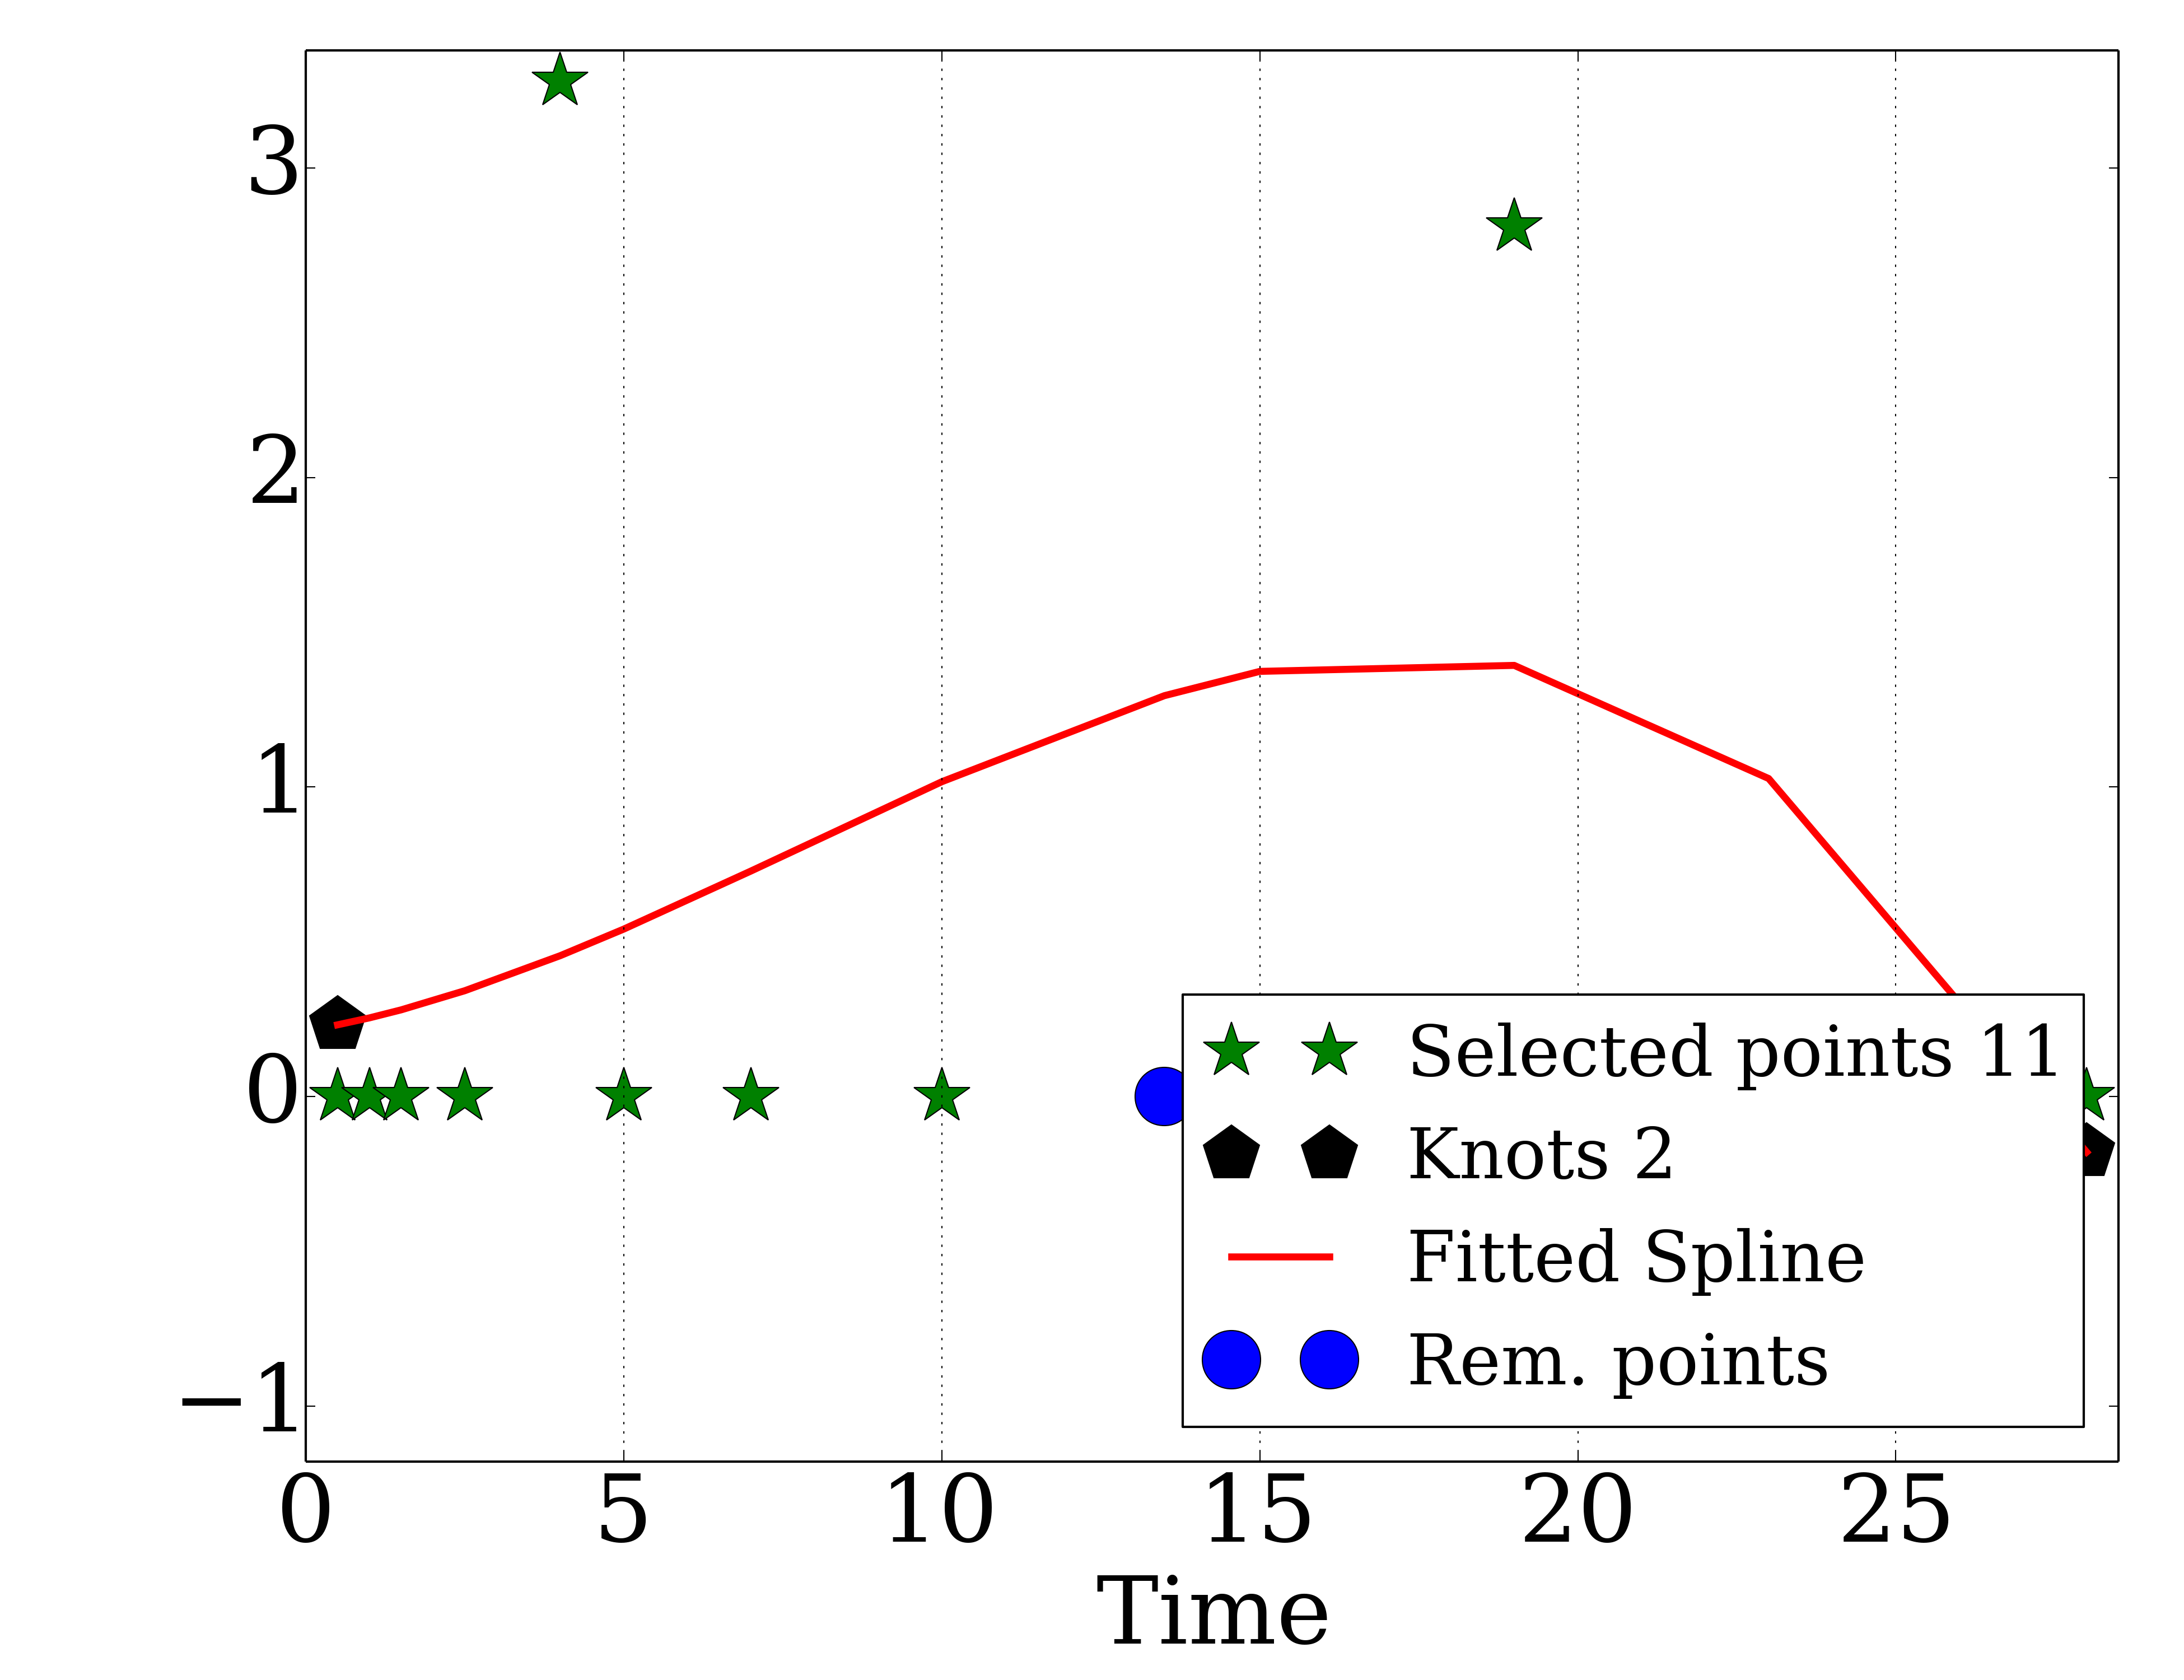 3
2
1
0
−1
Selected points 11
Knots 2
Fitted Spline
Rem. points
0 5 10 15 20 25
Time